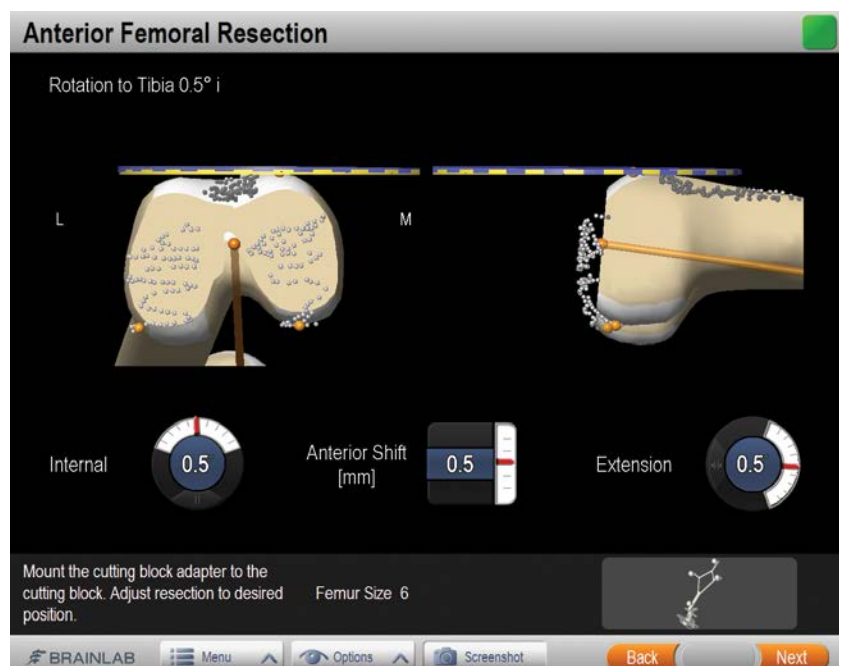 Anterior Femoral Resection
Rotation to Tibia 0.5° i
L
M
Internal
0.5
Anterior Shift
[mm]
0.5
Extension
0.5
Mount the cutting block adapter to the
cutting block. Adjust resection to desired
position.
Femur Size 6
BRAINLAB
Menu
Options
Screenshot
Back
Next